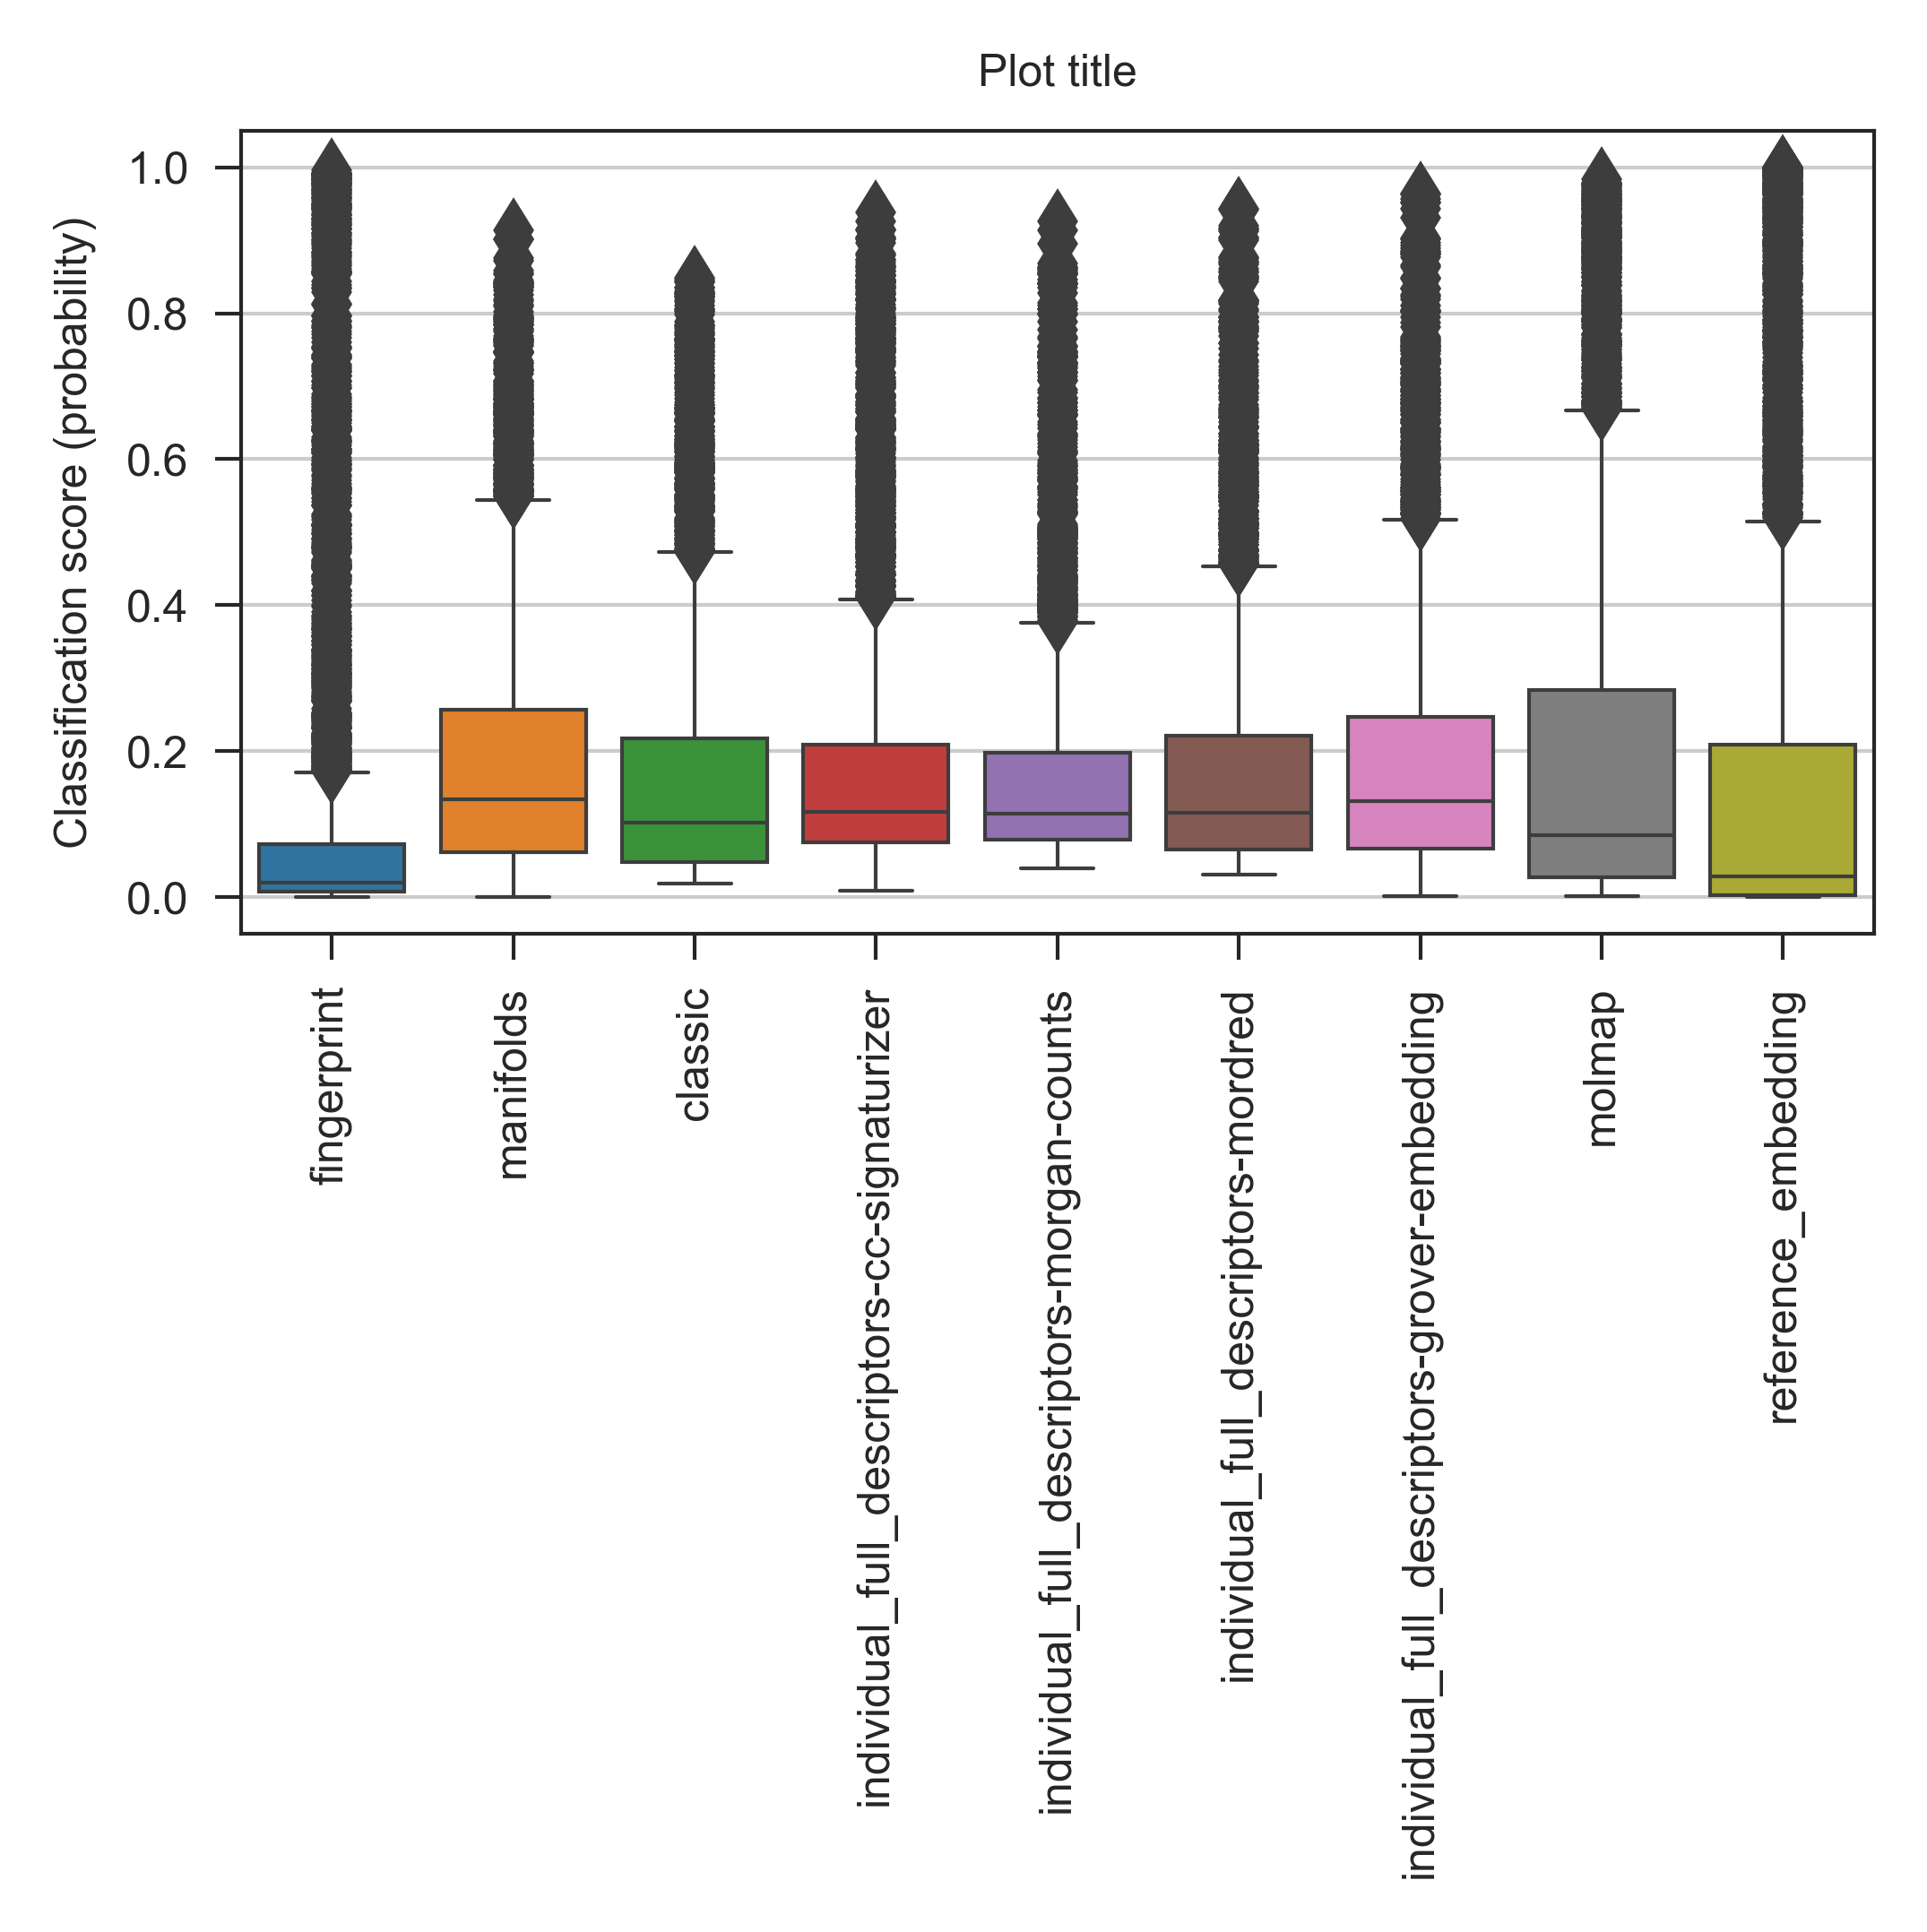 Plot title
Classification score (probability)
1.0
0.8
0.6
0.4
0.2
0.0
fingerprint
manifolds
classic
individual_full_descriptors-cc-signaturizer
individual_full_descriptors-morgan-counts
individual_full_descriptors-mordred
individual_full_descriptors-grover-embedding
molmap
reference_embedding